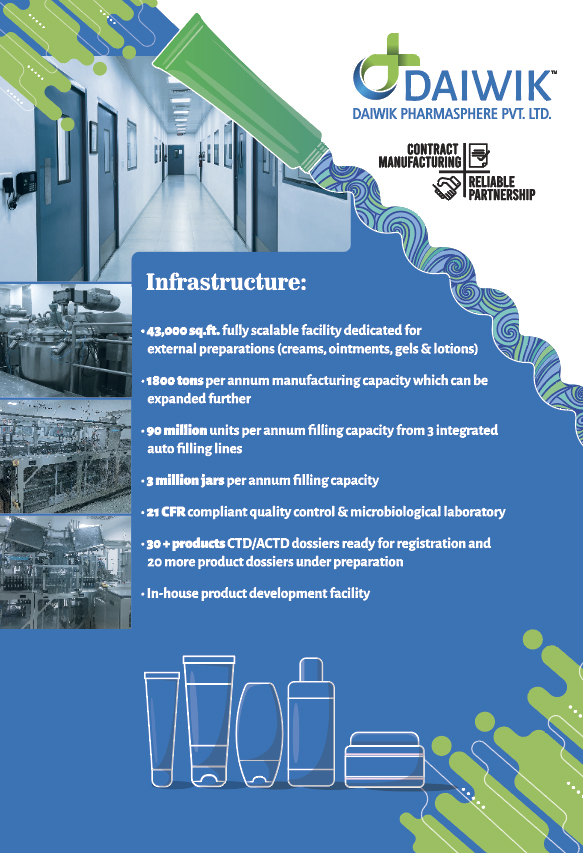 DAIWIK™
DAIWIK PHARMASPHERE PVT. LTD.
CONTRACT
MANUFACTURING
RELIABLE
PARTNERSHIP
Infrastructure:
• 43,000 sq.ft. fully scalable facility dedicated for
external preparations (creams, ointments, gels & lotions)
• 1800 tons per annum manufacturing capacity which can be
expanded further
• 90 million units per annum filling capacity from 3 integrated
auto filling lines
• 3 million jars per annum filling capacity
• 21 CFR compliant quality control & microbiological laboratory
• 30 + products CTD/ACTD dossiers ready for registration and
20 more product dossiers under preparation
• In-house product development facility